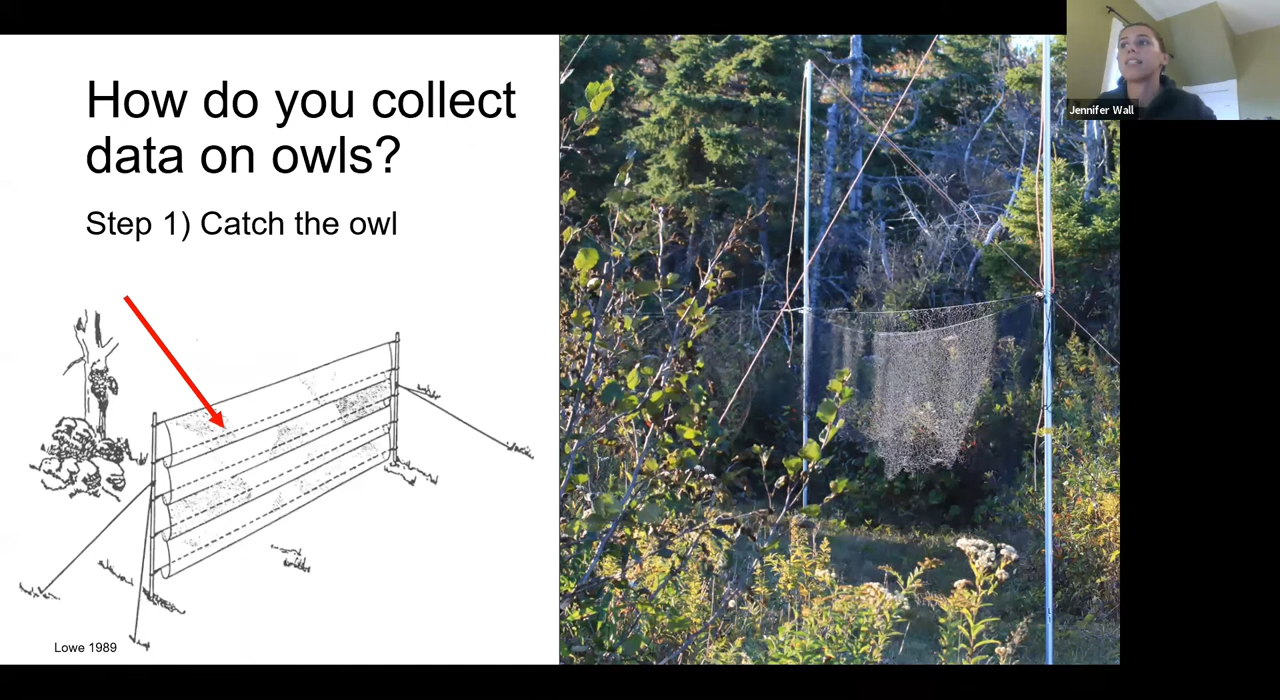 How do you collect
data on owls?
Step 1) Catch the owl
Lowe 1989
Jennifer Wall